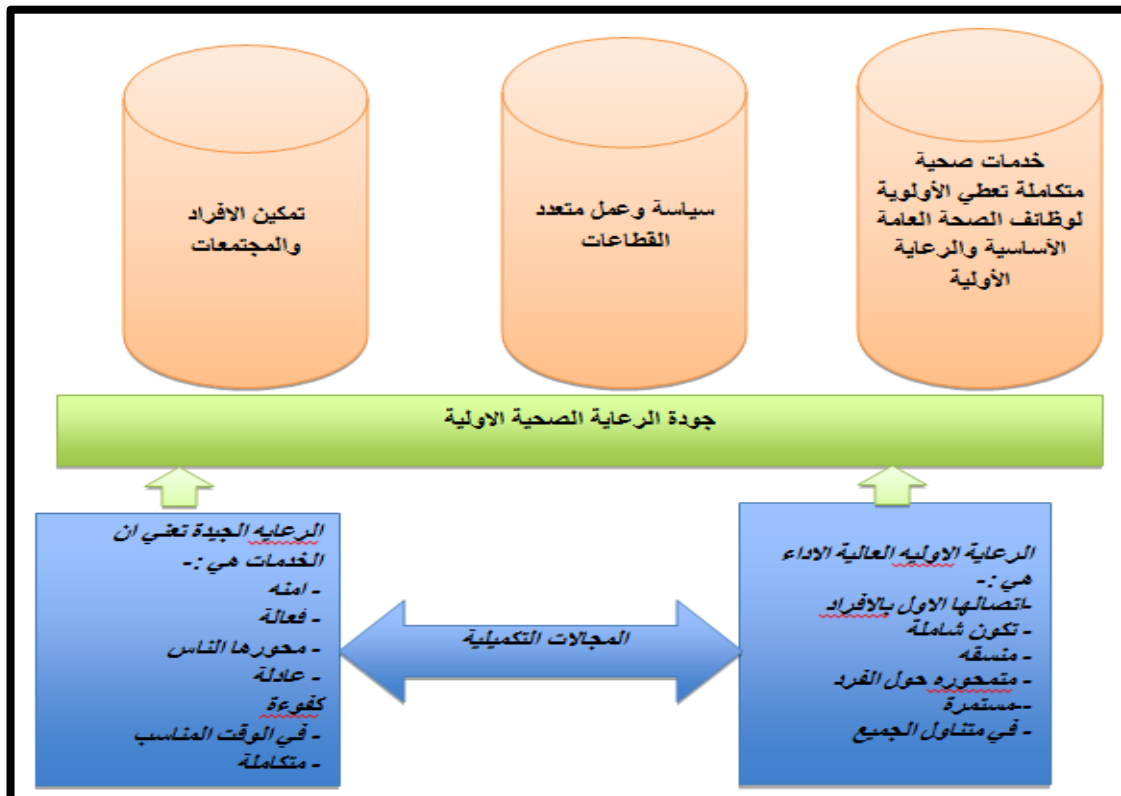 خدمات صحية
متكاملة تعطي الأولوية
لوظائف الصحة العامة
الأساسية والرعاية
الأولية
سياسة وعمل متعدد
القطاعات
تمكين الافراد
والمجتمعات
جودة الرعاية الصحية الاولية
الرعاية الاوليه العالية الاداء
هي :-
-اتصالها الاول بالافراد
- تكون شاملة
- منسقه
- متمحوره حول الفرد
--مستمرة
- في متناول الجميع
المجالات التكميلية
الرعايه الجيدة تعني ان
الخدمات هي :-
- امنه
- فعالة
- محورها الناس
- عادلة
كفوءة
- في الوقت المناسب
- متكاملة